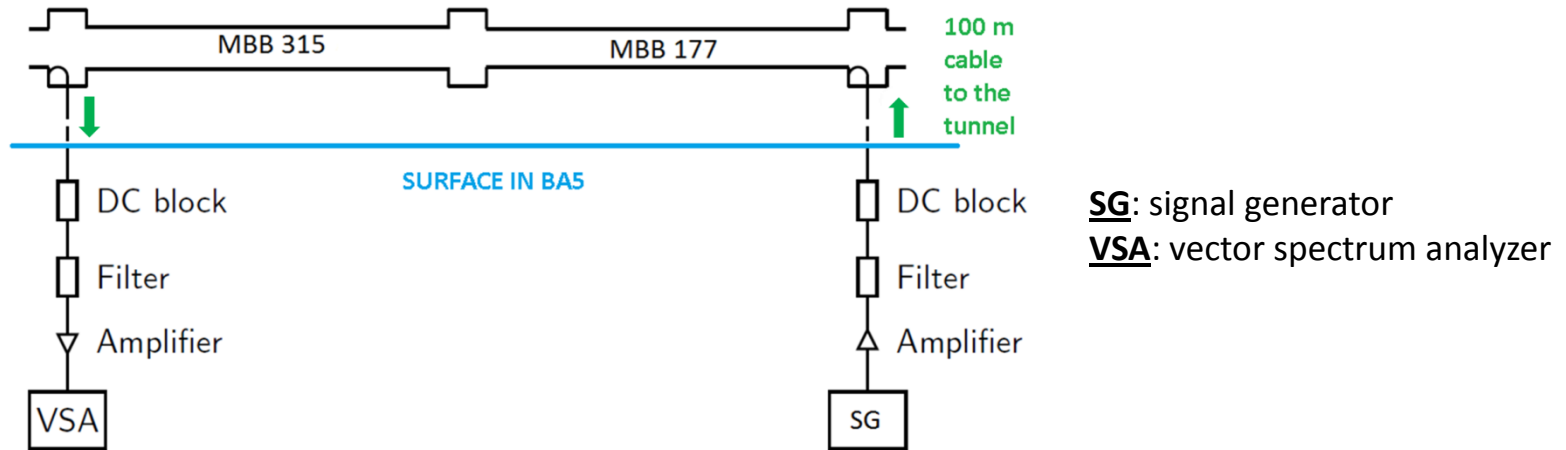 MBB 315
MBB 177
100 m
cable
to the
tunnel
SURFACE IN BA5
DC block
DC block
Filter
Filter
Amplifier
Amplifier
VSA
SG
SG: signal generator
VSA: vector spectrum analyzer